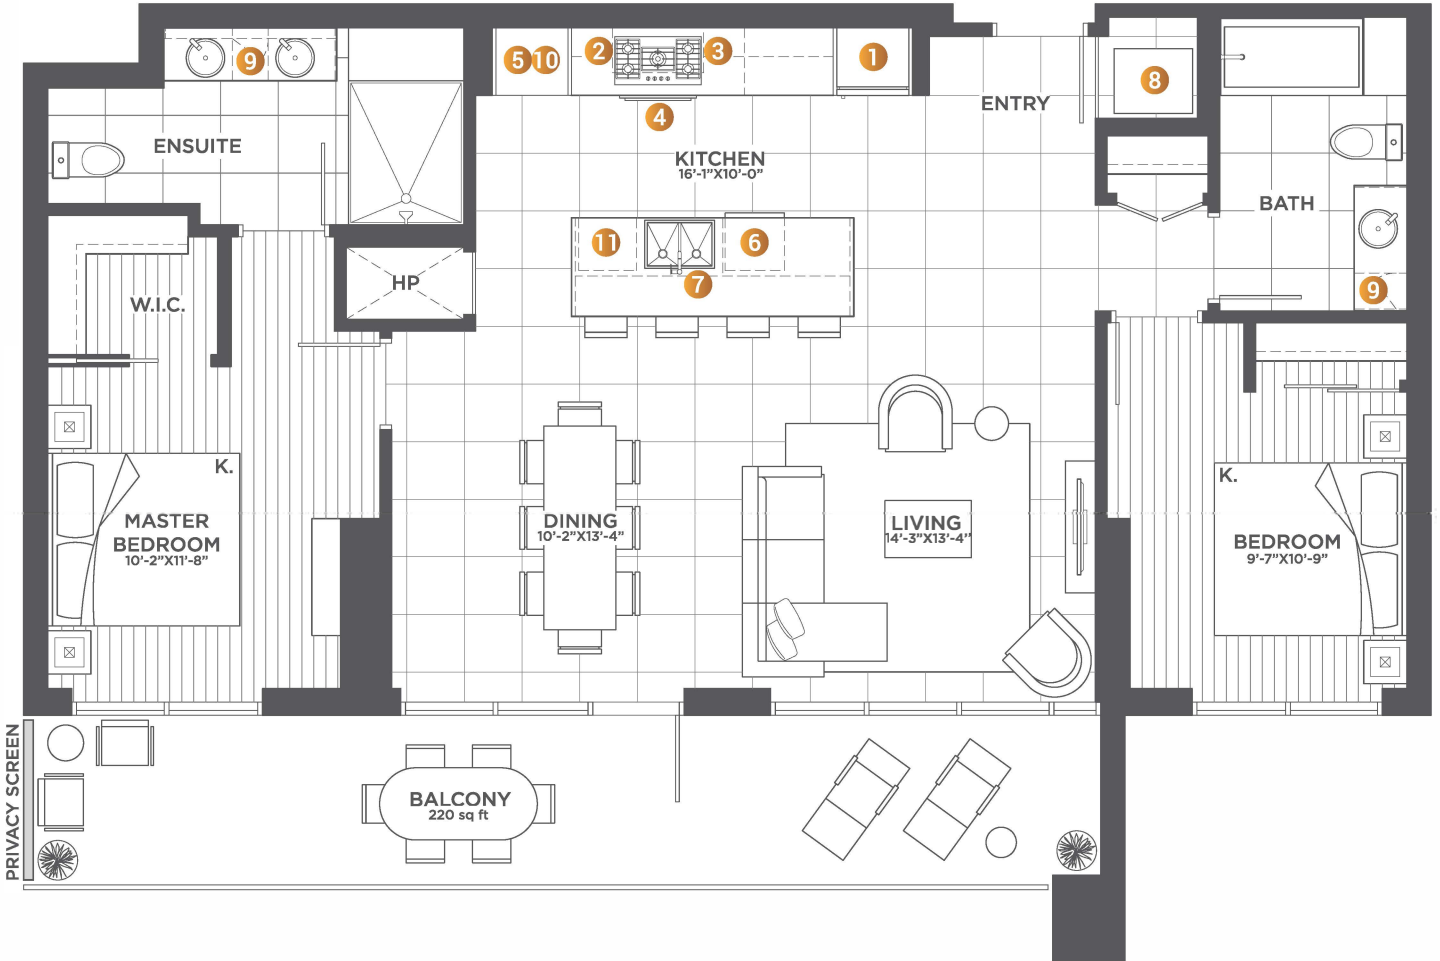 5 10
2
3
1
9
8
4
ENTRY
ENSUITE
KITCHEN
16'-1"X10'-0"
BATH
11
6
7
HP
9
W.I.C.
K.
K.
MASTER
BEDROOM
10'-2"X11'-8"
DINING
10'-2"X13'-4"
LIVING
14'-3"X13'-4"
BEDROOM
9'-7"X10'-9"
PRIVACY SCREEN
BALCONY
220 sq ft